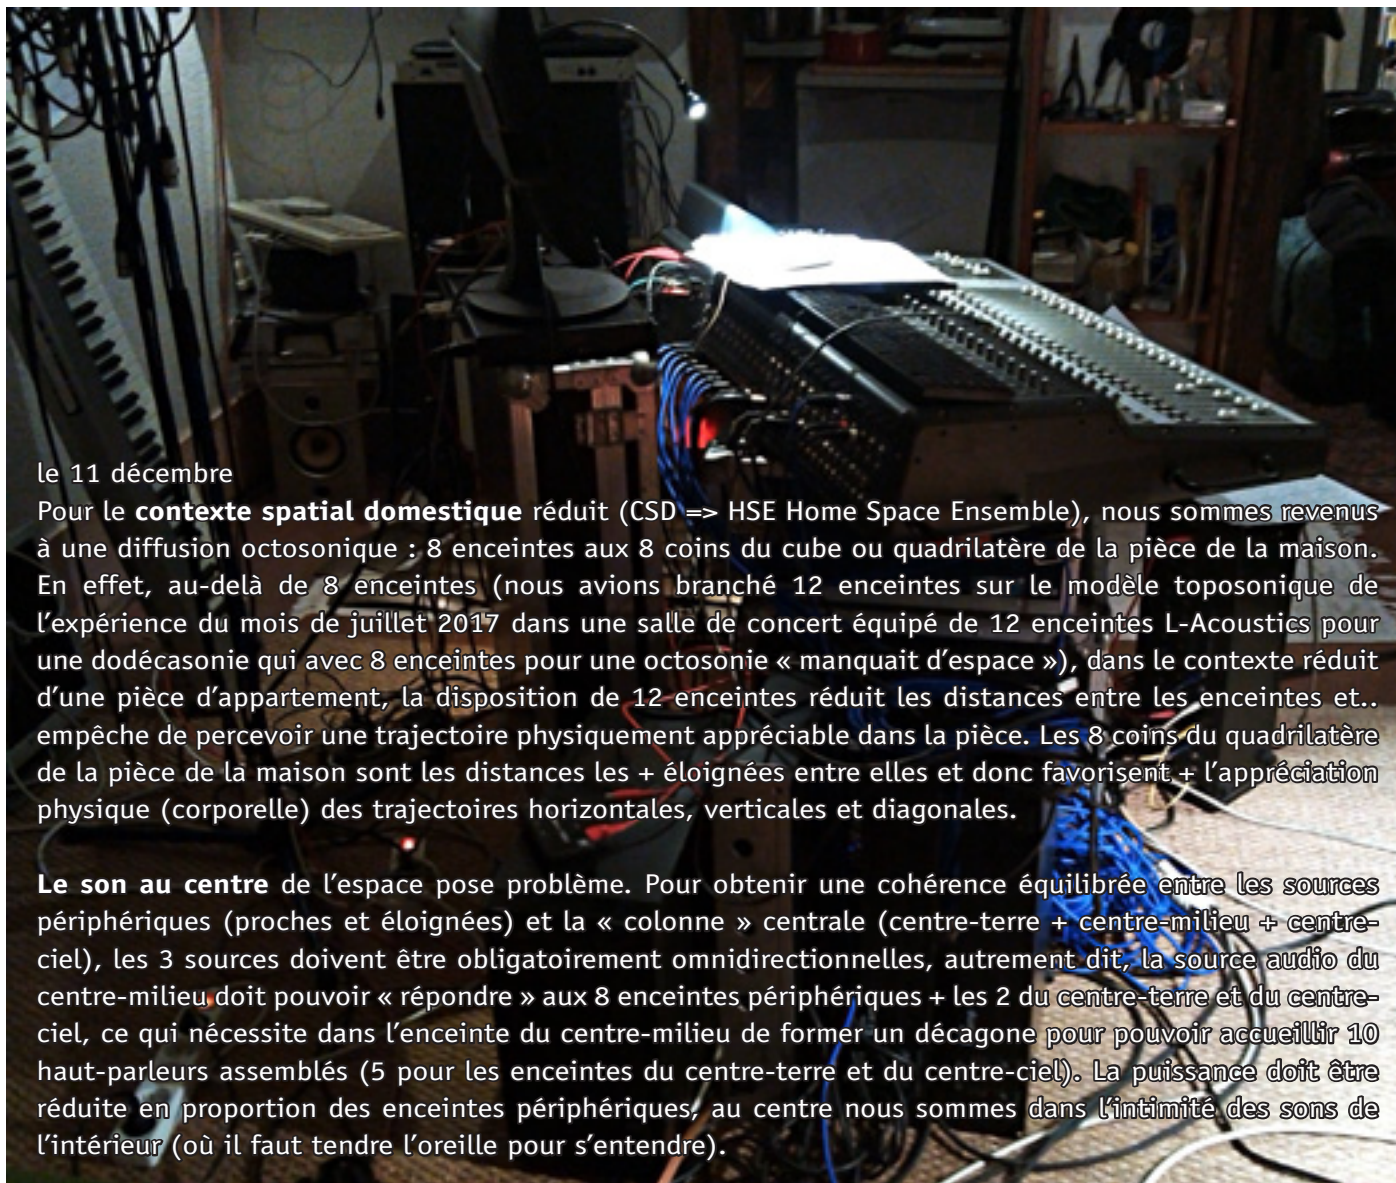 le 11 décembre
Pour le contexte spatial domestique réduit (CSD => HSE Home Space Ensemble), nous sommes revenus
à une diffusion octosonique : 8 enceintes aux 8 coins du cube ou quadrilatère de la pièce de la maison.
En effet, au-delà de 8 enceintes (nous avions branché 12 enceintes sur le modèle toposonique de
l'expérience du mois de juillet 2017 dans une salle de concert équipé de 12 enceintes L-Acoustics pour
une dodécasonie qui avec 8 enceintes pour une octosonie « manquait d'espace »), dans le contexte réduit
d'une pièce d'appartement, la disposition de 12 enceintes réduit les distances entre les enceintes et..
empêche de percevoir une trajectoire physiquement appréciable dans la pièce. Les 8 coins du quadrilatère
de la pièce de la maison sont les distances les + éloignées entre elles et donc favorisent + l'appréciation
physique (corporelle) des trajectoires horizontales, verticales et diagonales.
Le son au centre de l'espace pose problème. Pour obtenir une cohérence équilibrée entre les sources
périphériques (proches et éloignées) et la « colonne » centrale (centre-terre + centre-milieu + centre-
ciel), les 3 sources doivent être obligatoirement omnidirectionnelles, autrement dit, la source audio du
centre-milieu doit pouvoir « répondre » aux 8 enceintes périphériques + les 2 du centre-terre et du centre-
ciel, ce qui nécessite dans l'enceinte du centre-milieu de former un décagone pour pouvoir accueillir 10
haut-parleurs assemblés (5 pour les enceintes du centre-terre et du centre-ciel). La puissance doit être
réduite en proportion des enceintes périphériques, au centre nous sommes dans l'intimité des sons de
l'intérieur (où il faut tendre l'oreille pour s'entendre).